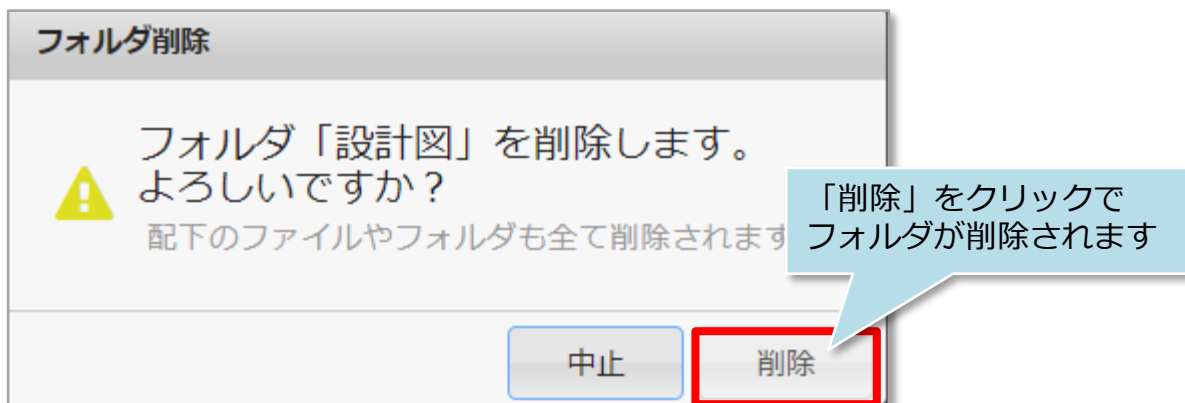 フォルダ削除
フォルダ「設計図」を削除します。
よろしいですか？
配下のファイルやフォルダも全て削除されます
「削除」をクリックで
フォルダが削除されます
中止
削除